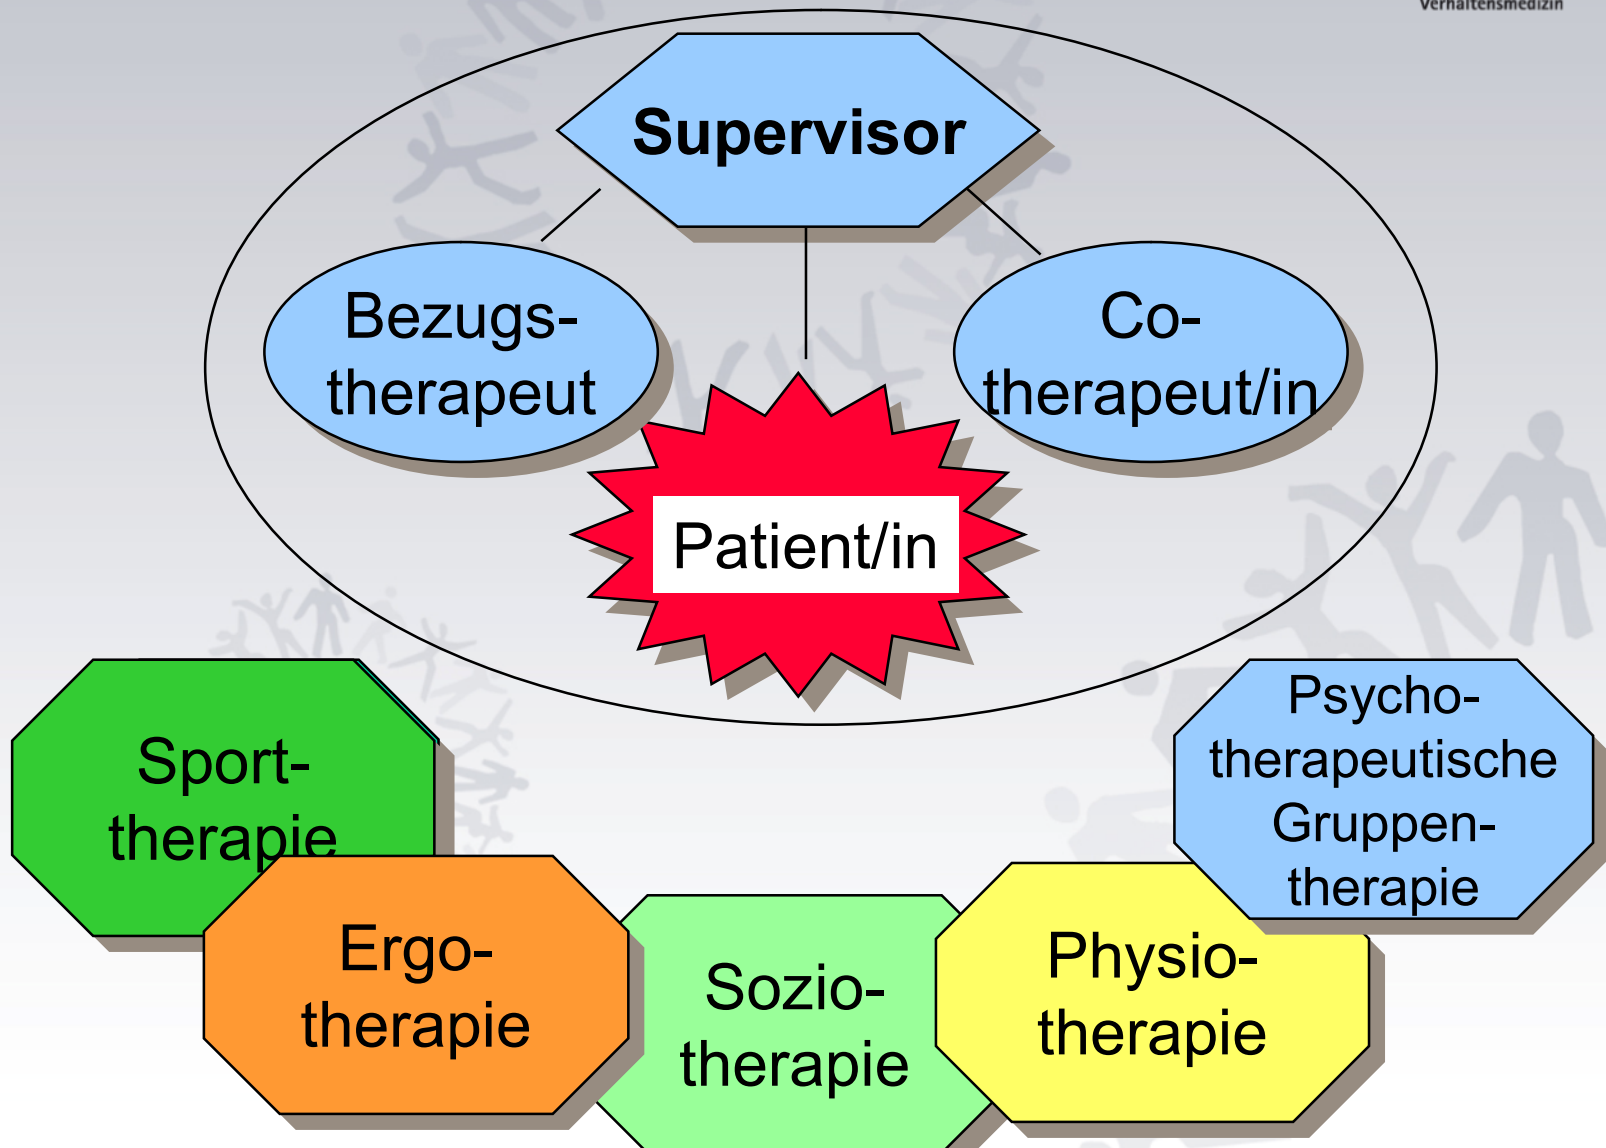 Verhaltensmedizin
Supervisor
Bezugs-
therapeut
Co-
therapeut/in
Patient/in
Sport-
therapie
Ergo-
therapie
Sozio-
therapie
Physio-
therapie
Psycho-
therapeutische
Gruppen-
therapie